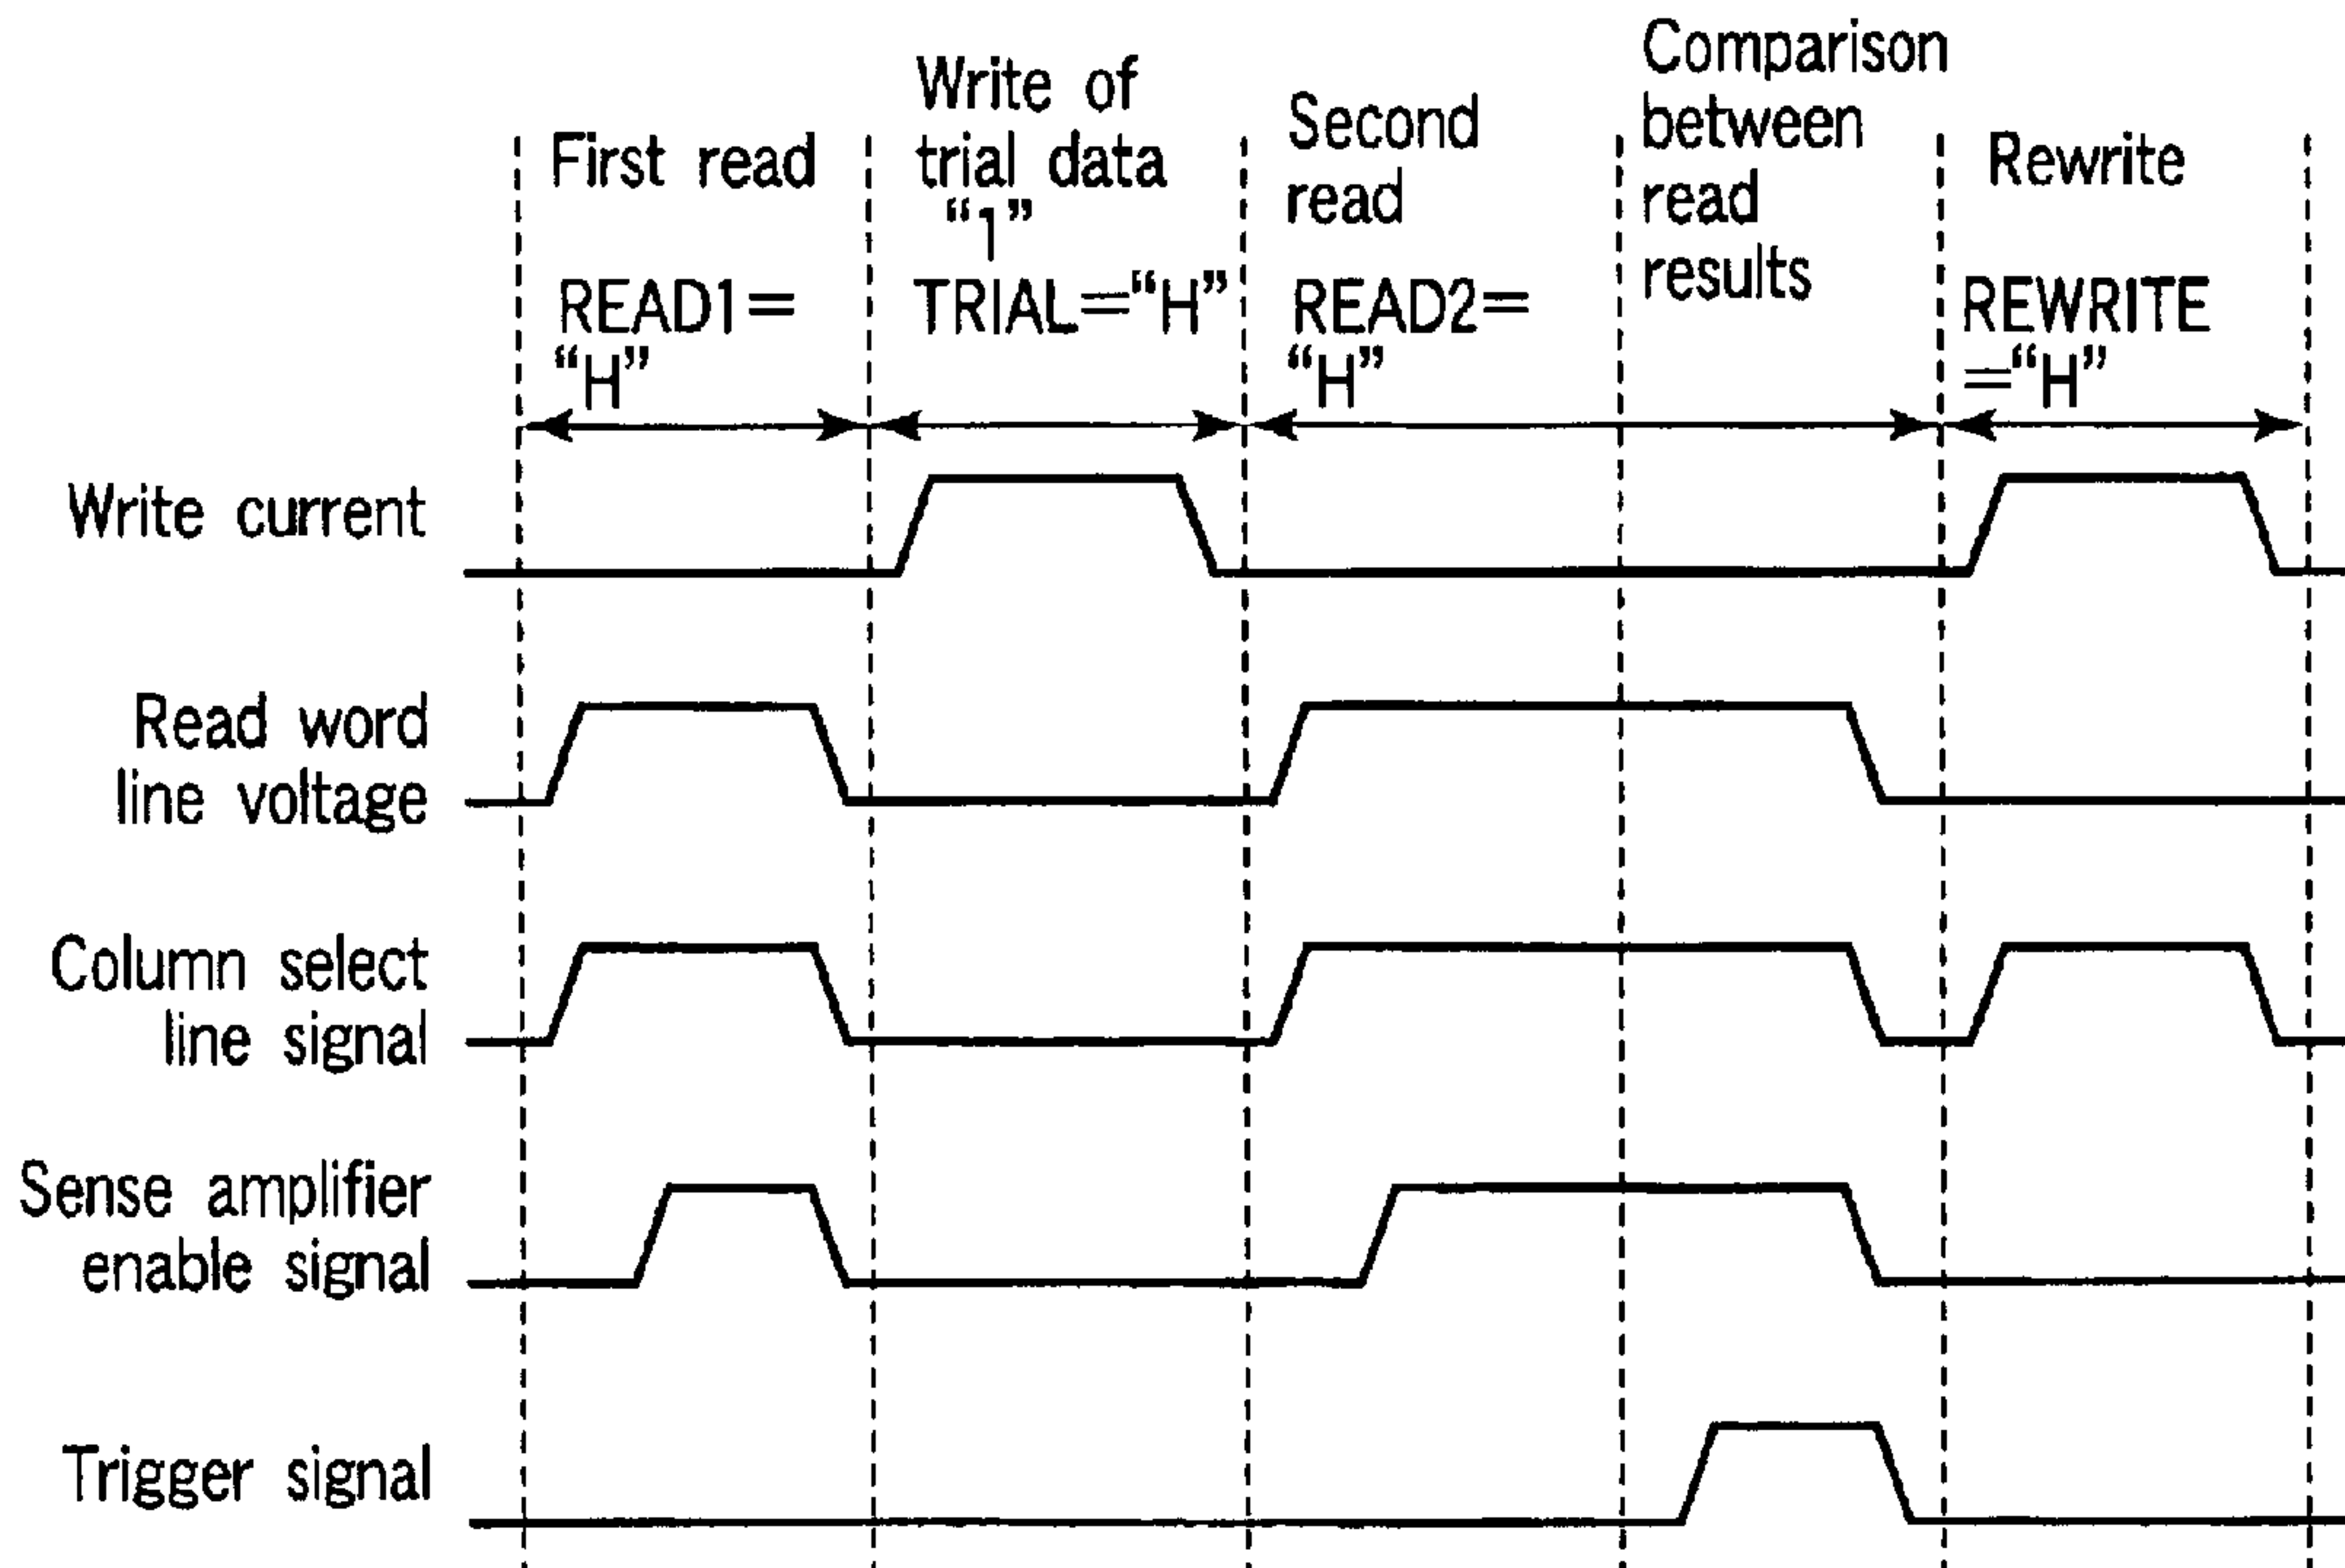 First read
READ1=
“H”
Write of
trial data
“1”
TRIAL=“H”
Second
read
READ2=
“H”
Comparison
between
read
results
Rewrite
REWRITE
=“H”
Write current
Read word
line voltage
Column select
line signal
Sense amplifier
enable signal
Trigger signal